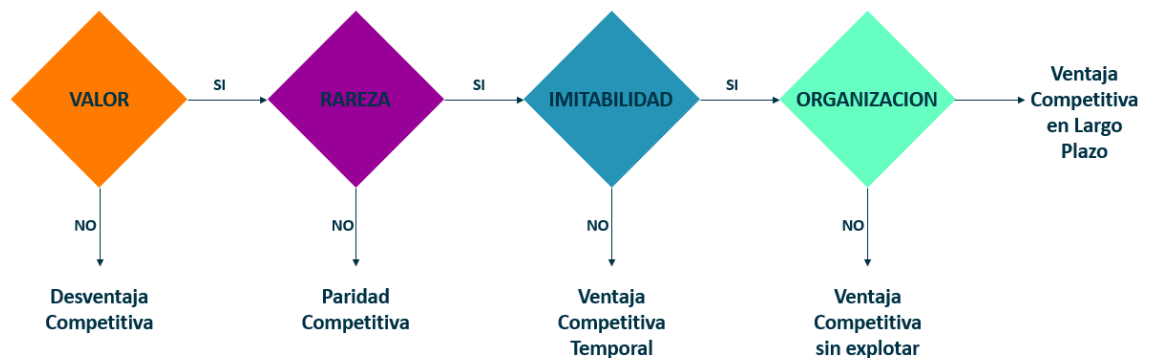 VALOR
SI
RAREZA
SI
IMITABILIDAD
SI
ORGANIZACION
Ventaja
Competitiva
en Largo
Plazo
NO
NO
NO
NO
Desventaja
Competitiva
Paridad
Competitiva
Ventaja
Competitiva
Temporal
Ventaja
Competitiva
sin explotar